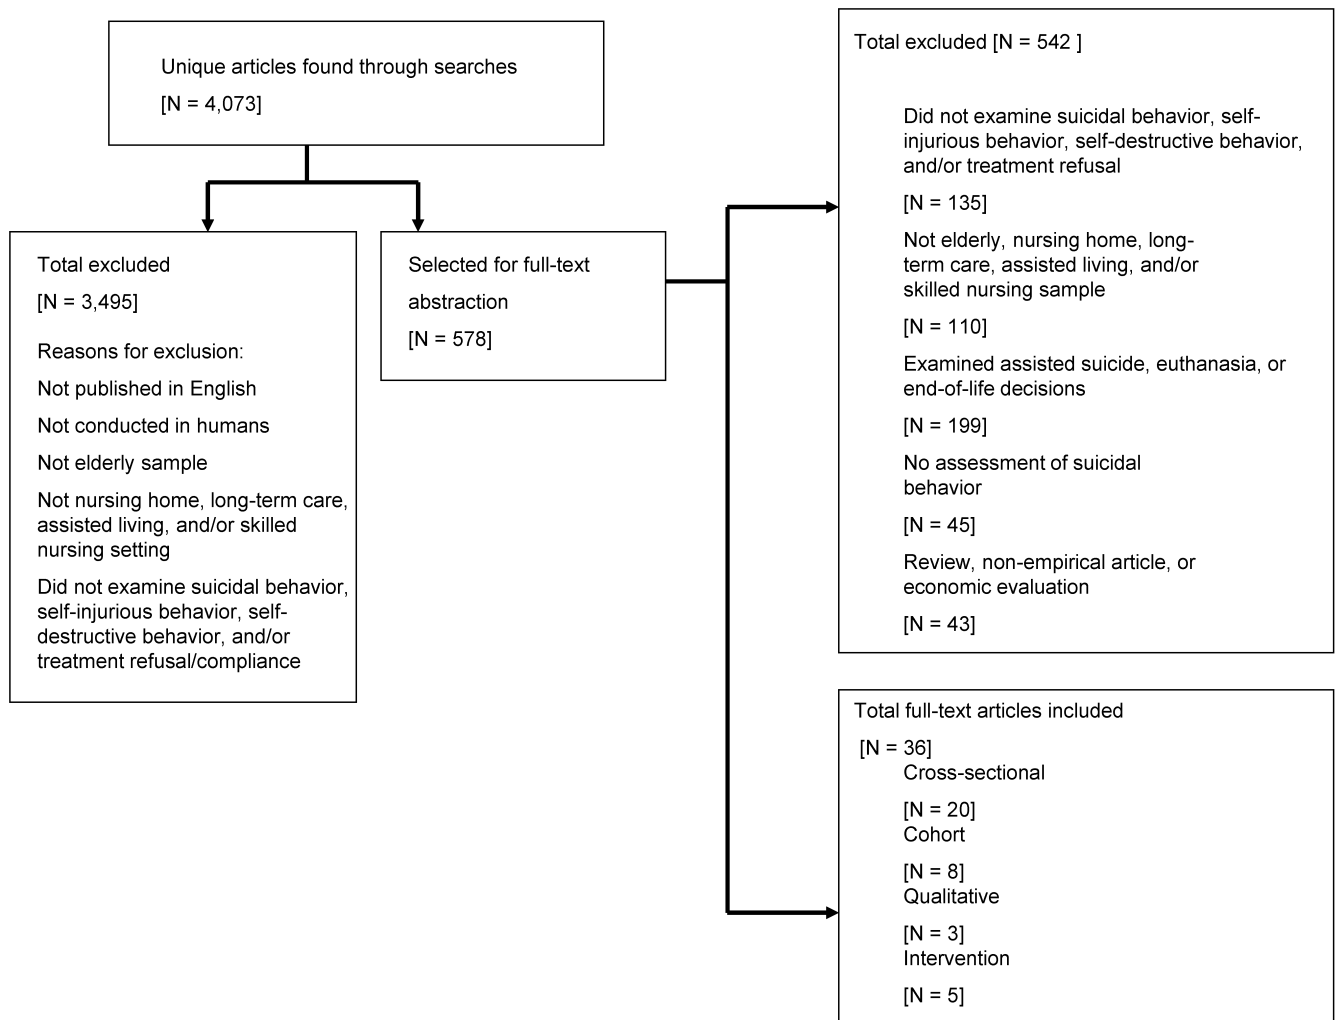 Unique articles found through searches
[N = 4,073]
Total excluded
[N = 3,495]
Reasons for exclusion:
Not published in English
Not conducted in humans
Not elderly sample
Not nursing home, long-term care,
assisted living, and/or skilled
nursing setting
Did not examine suicidal behavior,
self-injurious behavior, self-
destructive behavior, and/or
treatment refusal/compliance
Selected for full-text
abstraction
[N = 578]
Total excluded [N = 542 ]
Did not examine suicidal behavior, self-
injurious behavior, self-destructive behavior,
and/or treatment refusal
[N = 135]
Not elderly, nursing home, long-
term care, assisted living, and/or
skilled nursing sample
[N = 110]
Examined assisted suicide, euthanasia, or
end-of-life decisions
[N = 199]
No assessment of suicidal
behavior
[N = 45]
Review, non-empirical article, or
economic evaluation
[N = 43]
Total full-text articles included
[N = 36]
Cross-sectional
[N = 20]
Cohort
[N = 8]
Qualitative
[N = 3]
Intervention
[N = 5]